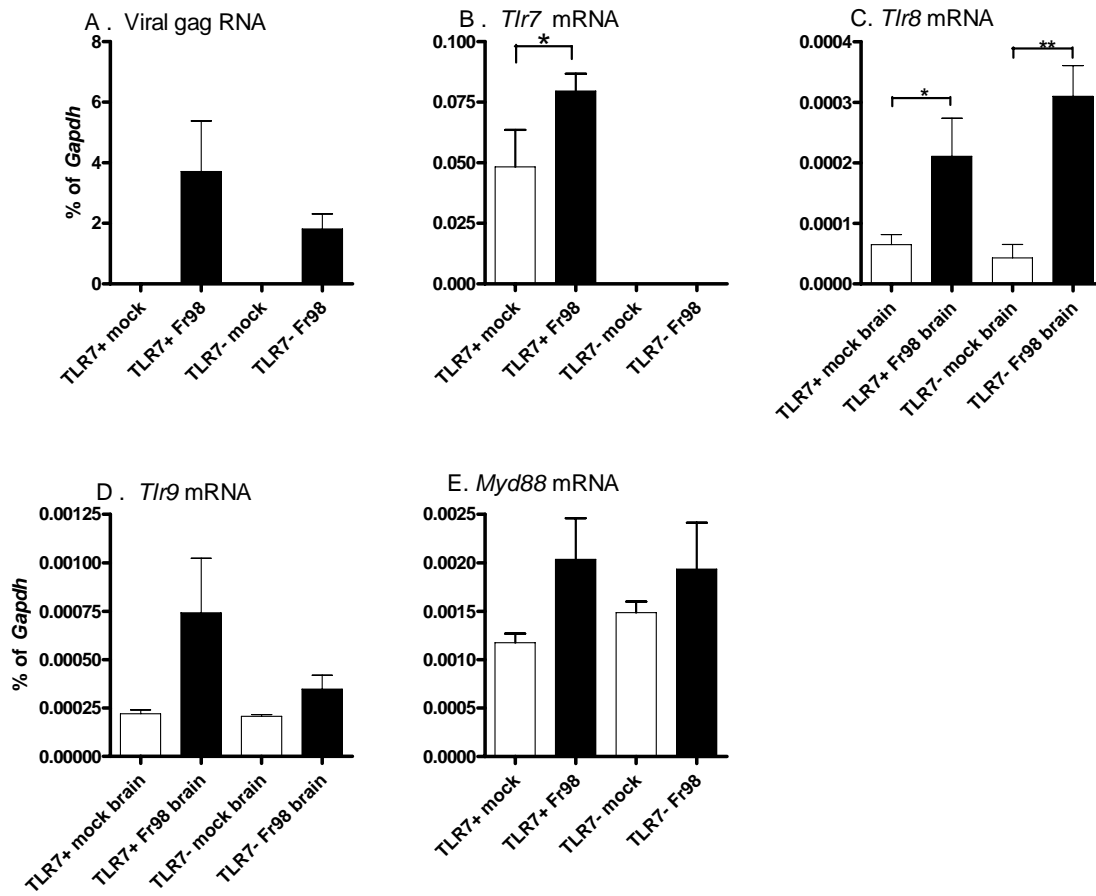 A . Viral gag RNA
8
6
4
2
0
% of Gapdh
TLR7+ mock
TLR7+ Fr98
TLR7- mock
TLR7- Fr98
B . Tlr7 mRNA
0.100
0.075
0.050
0.025
0.000
*
TLR7+ mock
TLR7+ Fr98
TLR7- mock
TLR7- Fr98
C. Tlr8 mRNA
0.0004
0.0003
0.0002
0.0001
0.0000
*
**
TLR7+ mock brain
TLR7+ Fr98 brain
TLR7- mock brain
TLR7- Fr98 brain
D . Tlr9 mRNA
0.00125
0.00100
0.00075
0.00050
0.00025
0.00000
% of Gapdh
TLR7+ mock brain
TLR7+ Fr98 brain
TLR7- mock brain
TLR7- Fr98 brain
E. Myd88 mRNA
0.0025
0.0020
0.0015
0.0010
0.0005
0.0000
TLR7+ mock
TLR7+ Fr98
TLR7- mock
TLR7- Fr98